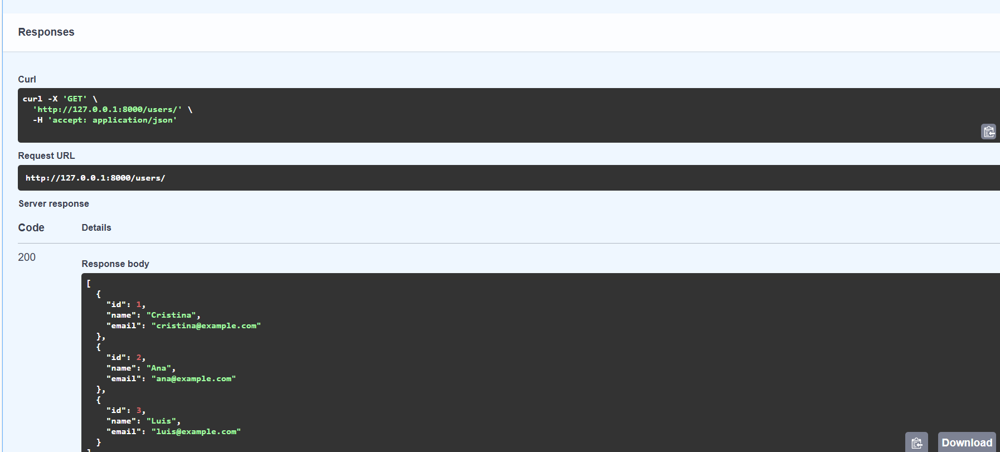 Responses
Curl
curl -X 'GET' \
  'http://127.0.0.1:8000/users/' \
  -H 'accept: application/json'
Request URL
http://127.0.0.1:8000/users/
Server response
Code Details
200
Response body
[
  {
    "id": 1,
    "name": "Cristina",
    "email": "cristina@example.com"
  },
  {
    "id": 2,
    "name": "Ana",
    "email": "ana@example.com"
  },
  {
    "id": 3,
    "name": "Luis",
    "email": "luis@example.com"
  }
Download